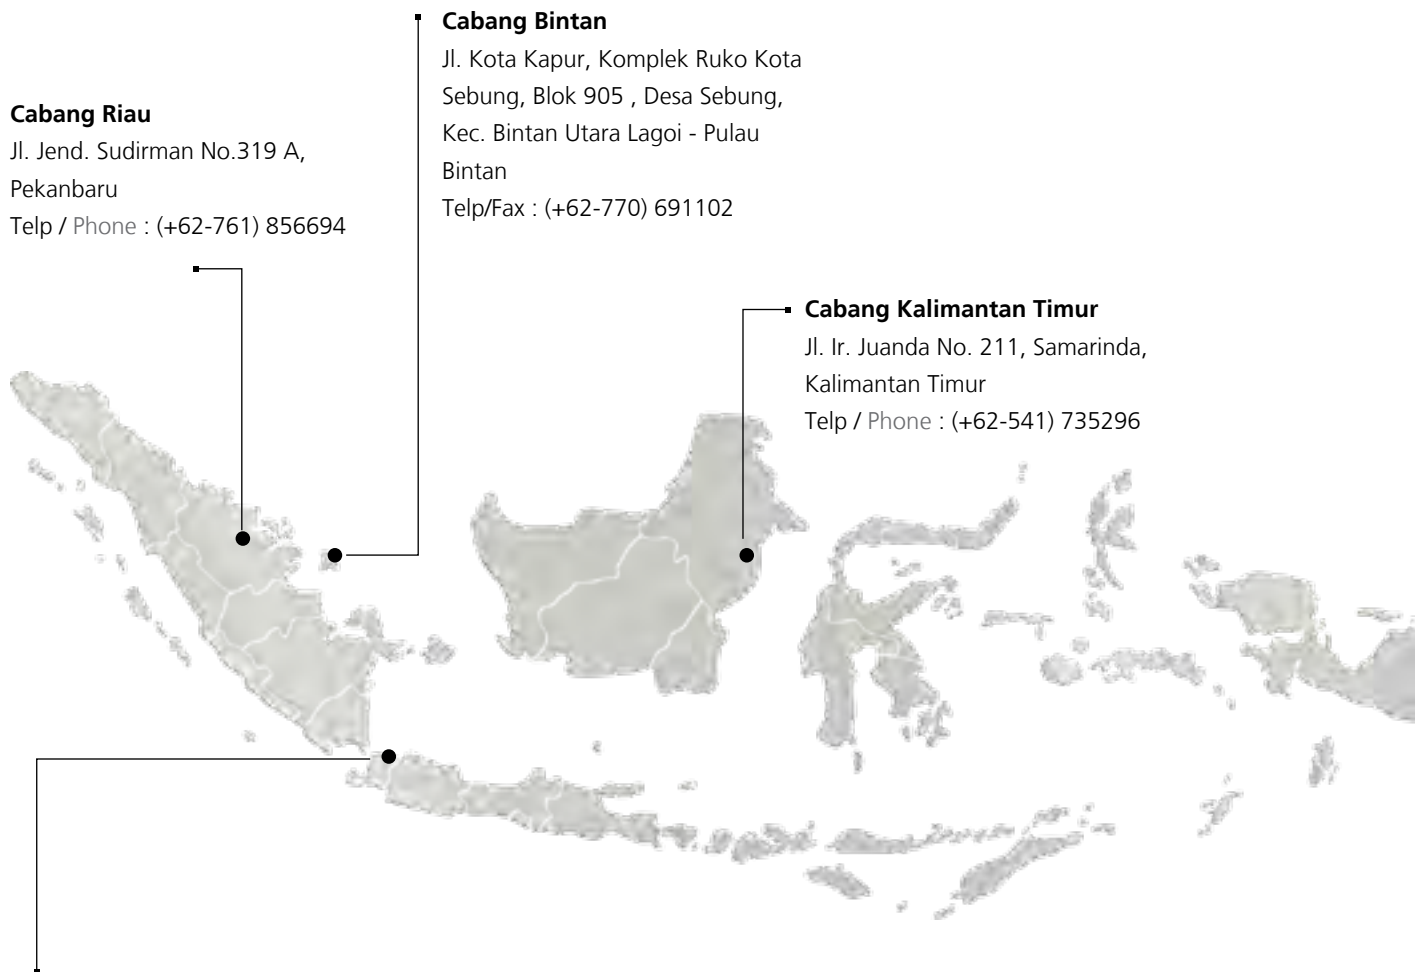 Cabang Bintan
Jl. Kota Kapur, Komplek Ruko Kota
Sebung, Blok 905 , Desa Sebung,
Kec. Bintan Utara Lagoi - Pulau
Bintan
Telp/Fax : (+62-770) 691102
Cabang Riau
Jl. Jend. Sudirman No.319 A,
Pekanbaru
Telp / Phone : (+62-761) 856694
Cabang Kalimantan Timur
Jl. Ir. Juanda No. 211, Samarinda,
Kalimantan Timur
Telp / Phone : (+62-541) 735296